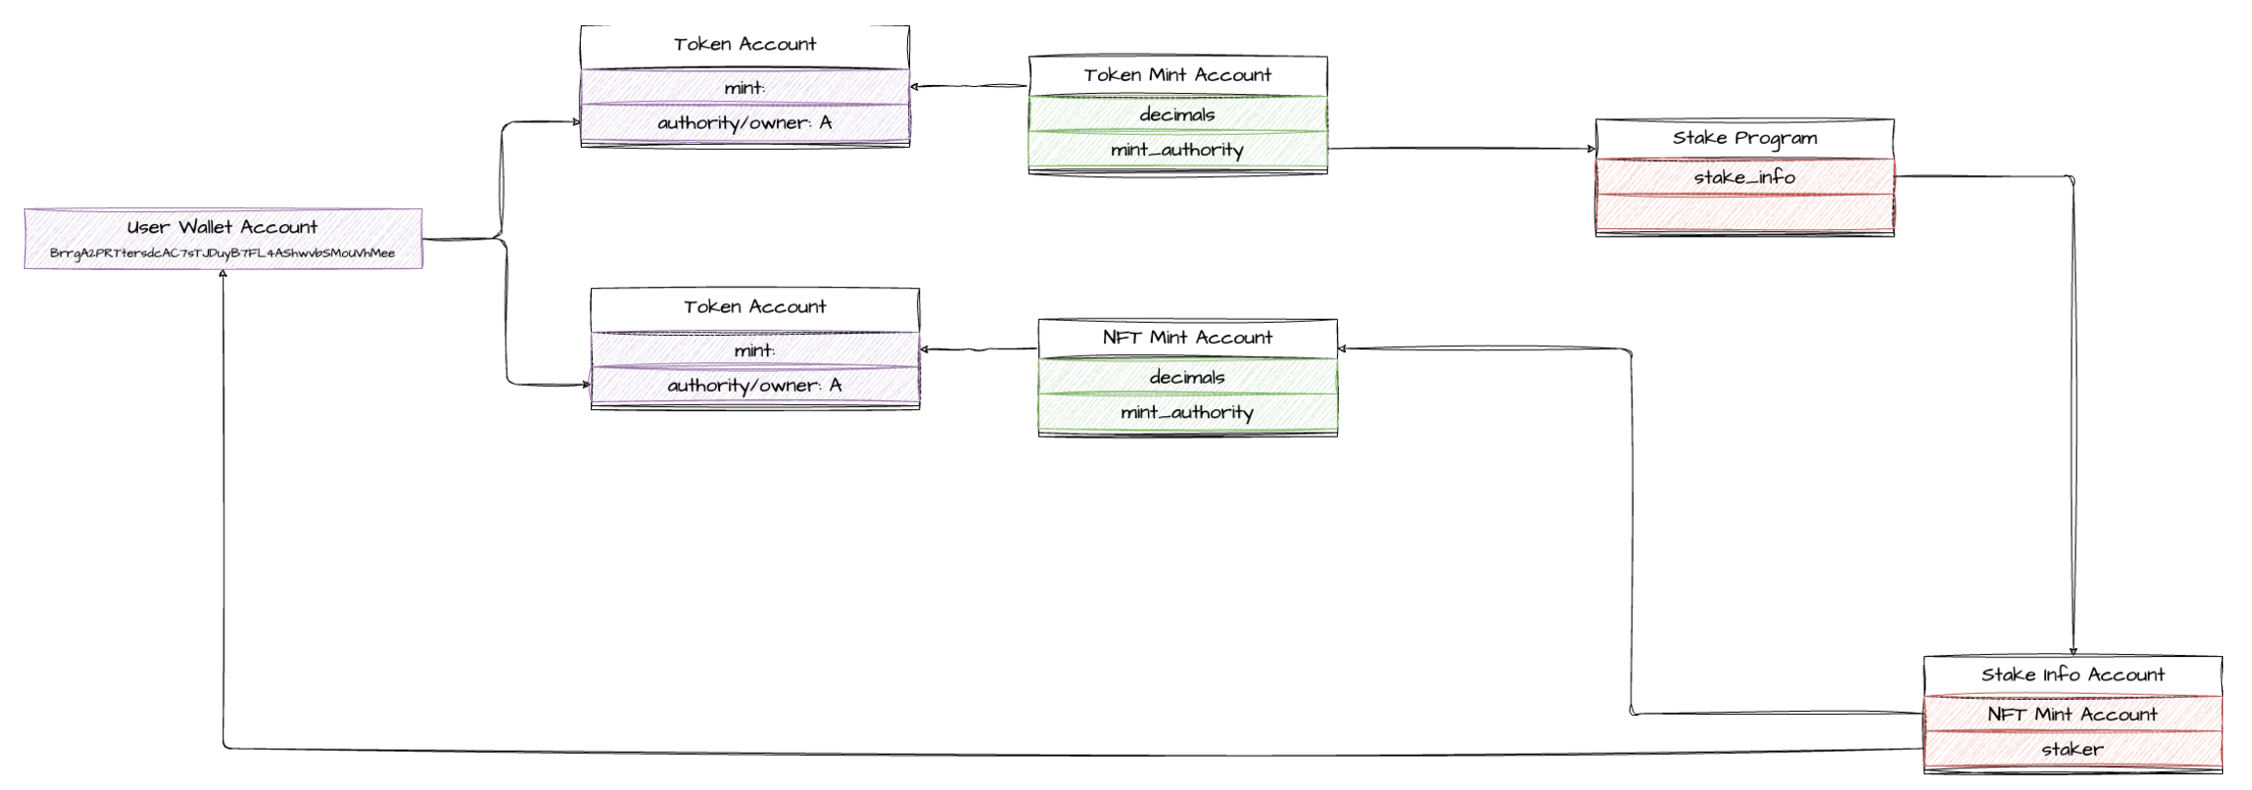 Token Account
mint:
authority/owner: A
Token Mint Account
decimals
mint_authority
Stake Program
stake_info
User Wallet Account
BrrgA2PRTtersdcAC7sTJDuyB7FL4AShwvbSMoUVhMee
Token Account
mint:
authority/owner: A
NFT Mint Account
decimals
mint_authority
Stake Info Account
NFT Mint Account
staker